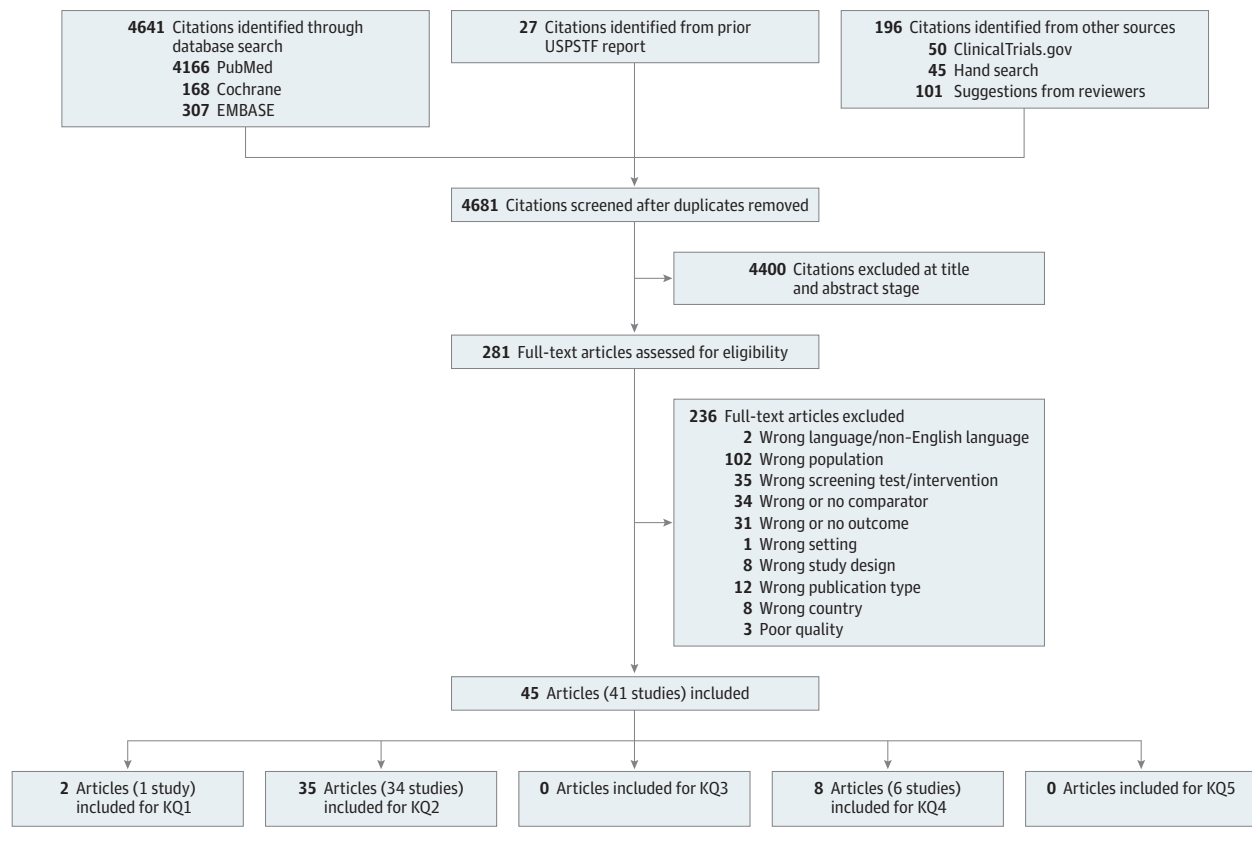 4641 Citations identified through
database search
4166 PubMed
168 Cochrane
307 EMBASE
27 Citations identified from prior
USPSTF report
196 Citations identified from other sources
50 ClinicalTrials.gov
45 Hand search
101 Suggestions from reviewers
4681 Citations screened after duplicates removed
4400 Citations excluded at title
and abstract stage
281 Full-text articles assessed for eligibility
236 Full-text articles excluded
2 Wrong language/non-English language
102 Wrong population
35 Wrong screening test/intervention
34 Wrong or no comparator
31 Wrong or no outcome
1 Wrong setting
8 Wrong study design
12 Wrong publication type
8 Wrong country
3 Poor quality
45 Articles (41 studies) included
2 Articles (1 study)
included for KQ1
35 Articles (34 studies)
included for KQ2
0 Articles included for KQ3
8 Articles (6 studies)
included for KQ4
0 Articles included for KQ5